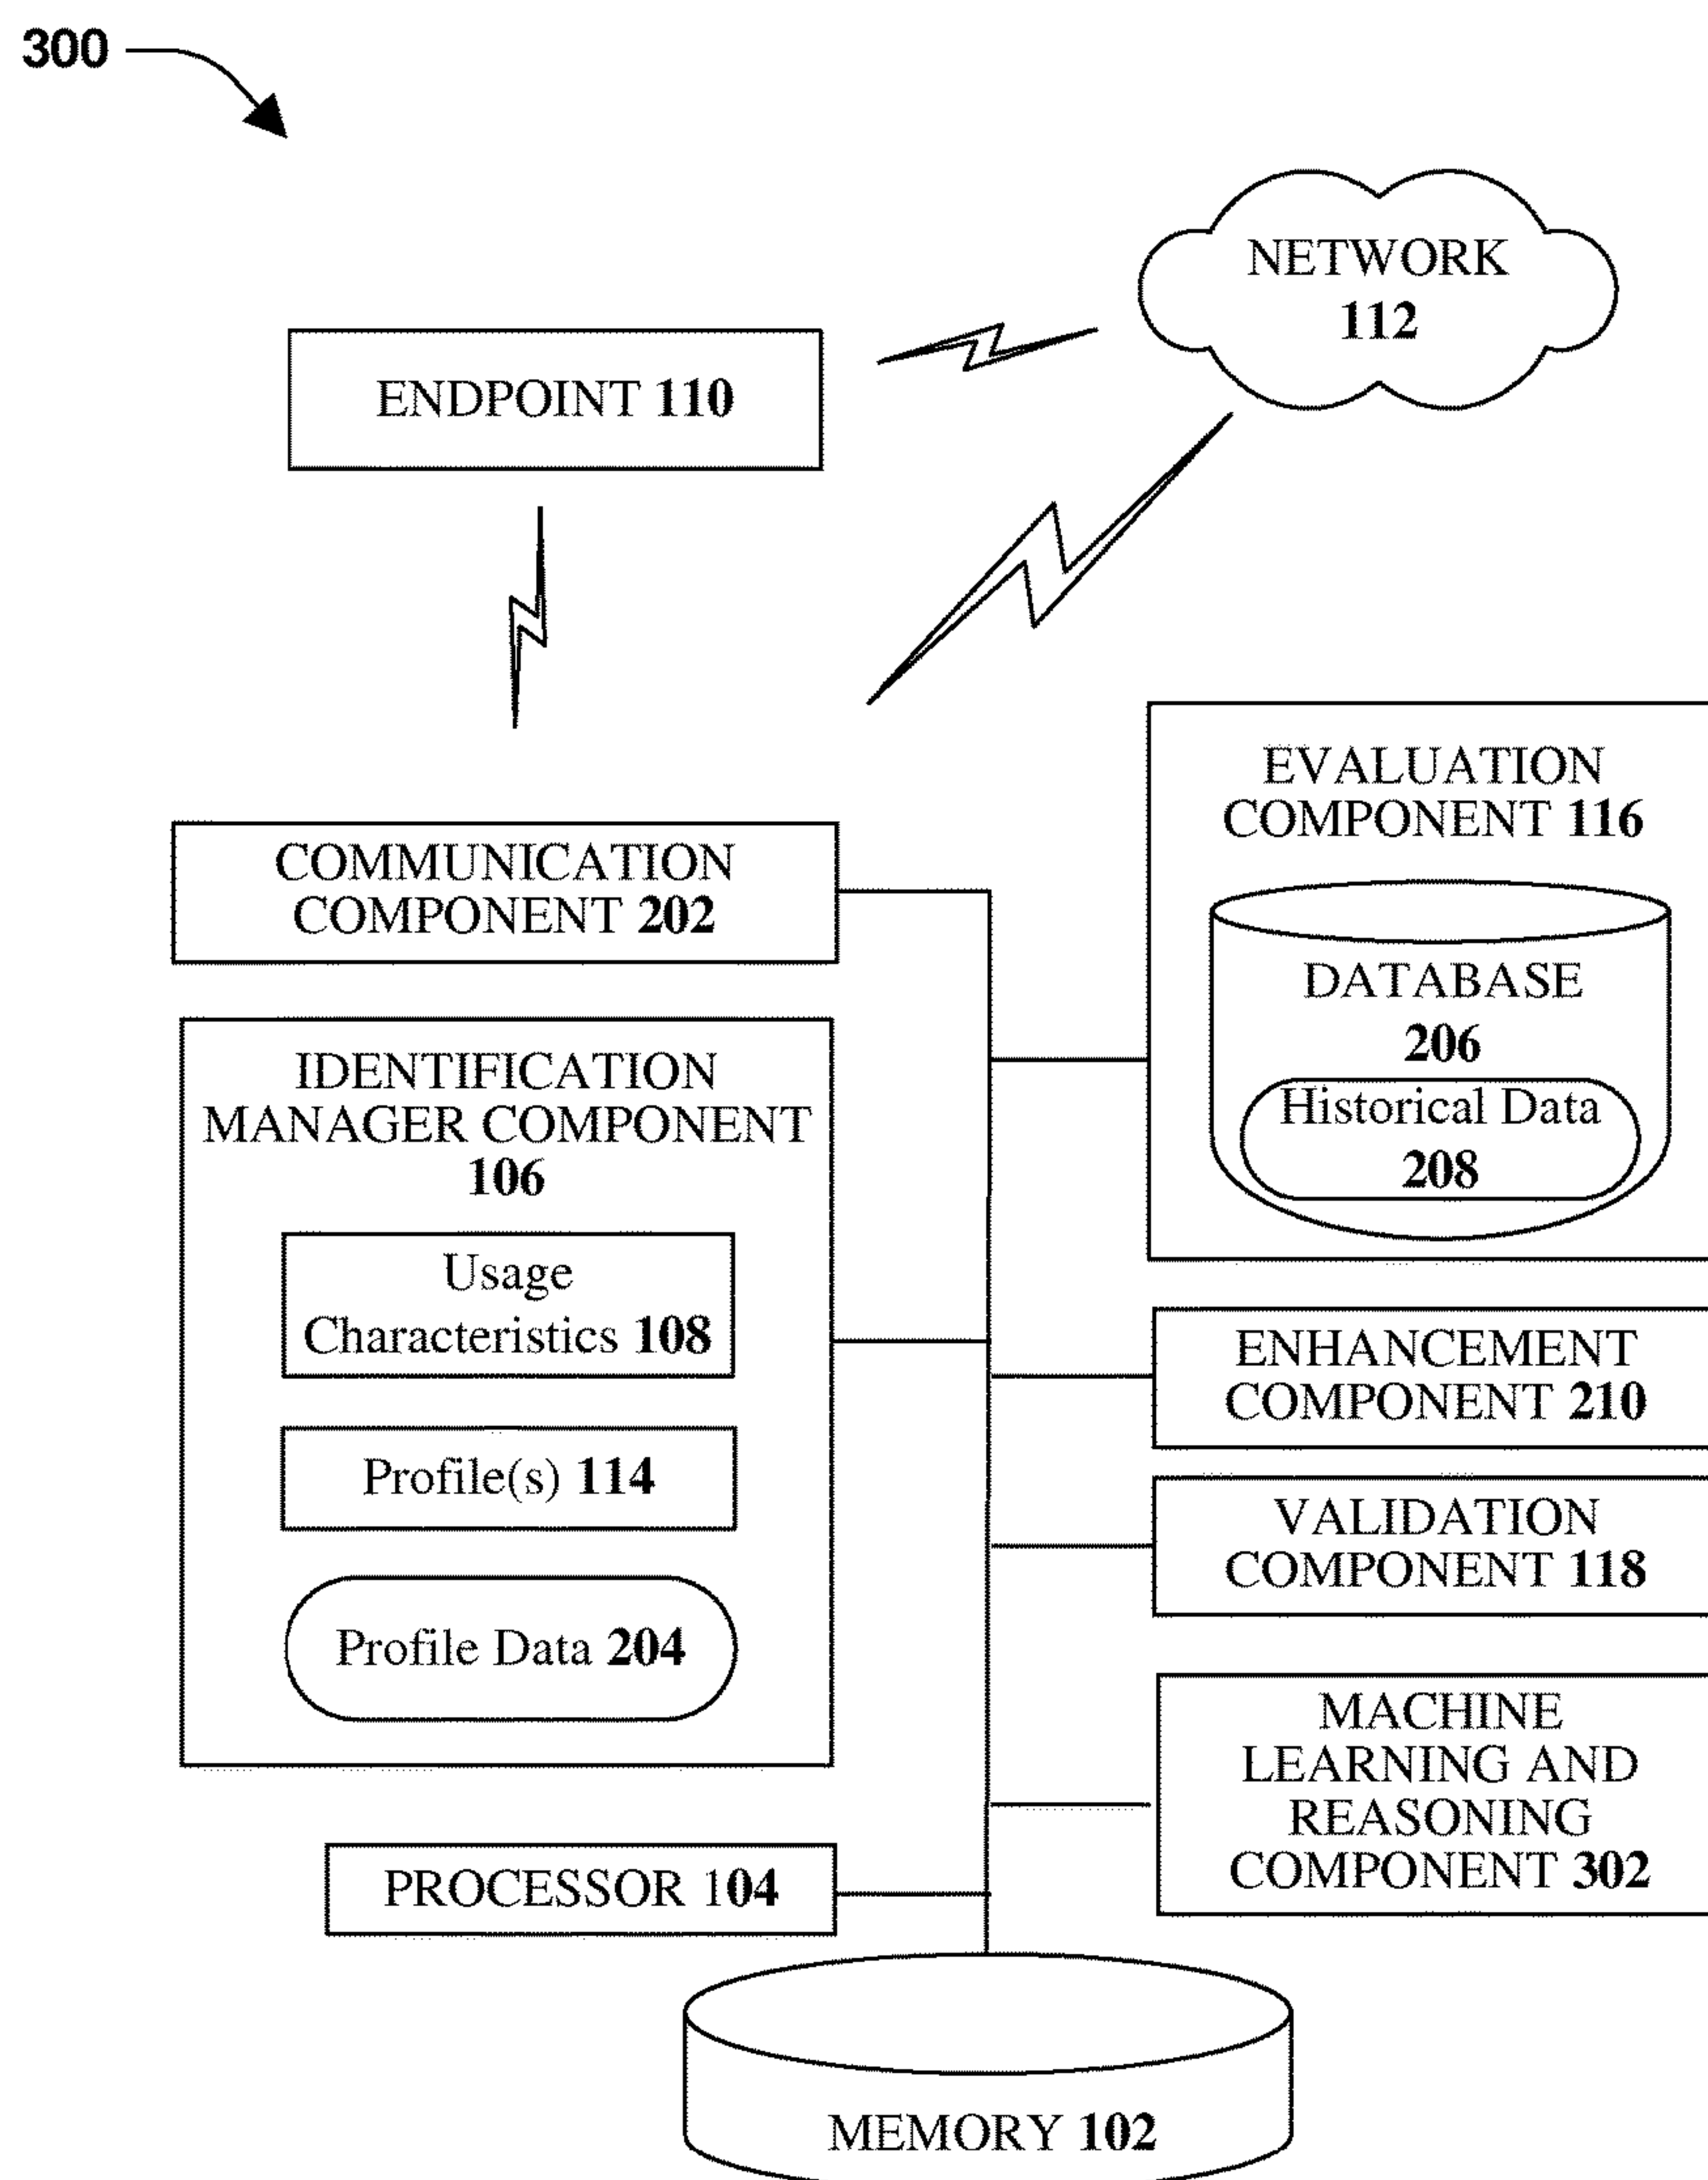 300
NETWORK
112
ENDPOINT 110
COMMUNICATION
COMPONENT 202
IDENTIFICATION
MANAGER COMPONENT
106
Usage
Characteristics 108
Profile(s) 114
Profile Data 204
PROCESSOR 104
EVALUATION
COMPONENT 116
DATABASE
206
Historical Data
208
ENHANCEMENT
COMPONENT 210
VALIDATION
COMPONENT 118
MACHINE
LEARNING AND
REASONING
COMPONENT 302
MEMORY 102